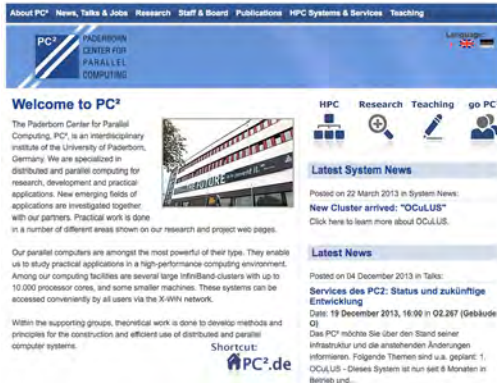 About PC² News, Talks & Jobs Research Staff & Board Publications HPC Systems & Services Teaching
Language:
PC²
PADERBORN
CENTER FOR
PARALLEL
COMPUTING
Welcome to PC²
The Paderborn Center for Parallel
Computing, PC², is an interdisciplinary
institute of the University of Paderborn,
Germany. We are specialized in
distributed and parallel computing for
research, development and practical
applications. New emerging fields of
applications are investigated together
with our partners. Practical work is done
in a number of different areas shown on our research and project web pages.
THE FUTURE
Our parallel computers are amongst the most powerful of their type. They enable
us to study practical applications in a high-performance computing environment.
Among our computing facilities are several large InfiniBand-clusters with up to
10.000 processor cores, and some smaller machines. These systems can be
accessed conveniently by all users via the X-WiN network.
Within the supporting groups, theoretical work is done to develop methods and
principles for the construction and efficient use of distributed and parallel
computer systems.
Shortcut:
PC².de
HPC Research Teaching go PC
Latest System News
Posted on 22 March 2013 in System News:
New Cluster arrived: "OCuLUS"
Click here to learn more about OCuLUS.
Latest News
Posted on 04 December 2013 in Talks:
Services des PC2: Status und zukünftige
Entwicklung
Date: 19 December 2013, 16:00 in O2.267 (Gebäude
O)
Das PC² möchte Sie über den Stand seiner
Infrastruktur und die anstehenden Änderungen
informieren. Folgende Themen sind u.a. geplant: 1.
OCuLUS - Dieses System ist nun seit 6 Monaten in
Betrieb und...